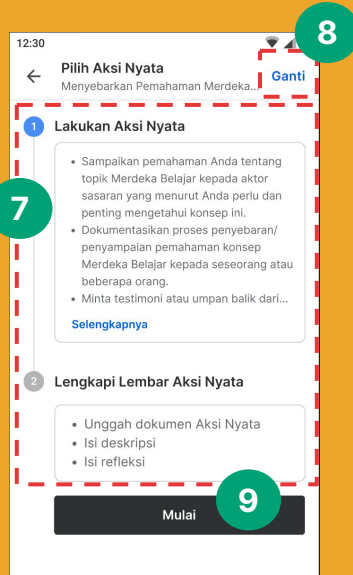 8
12:30
Pilih Aksi Nyata
Menyebarkan Pemahaman Merdeka...
Ganti
1
Lakukan Aksi Nyata
7
• Sampaikan pemahaman Anda tentang
topik Merdeka Belajar kepada aktor
sasaran yang menurut Anda perlu dan
penting mengetahui konsep ini.
• Dokumentasikan proses penyebaran/
penyampaian pemahaman konsep
Merdeka Belajar kepada seseorang atau
beberapa orang.
• Minta testimoni atau umpan balik dari...
Selengkapnya
2
Lengkapi Lembar Aksi Nyata
• Unggah dokumen Aksi Nyata
• Isi deskripsi
• Isi refleksi
9
Mulai